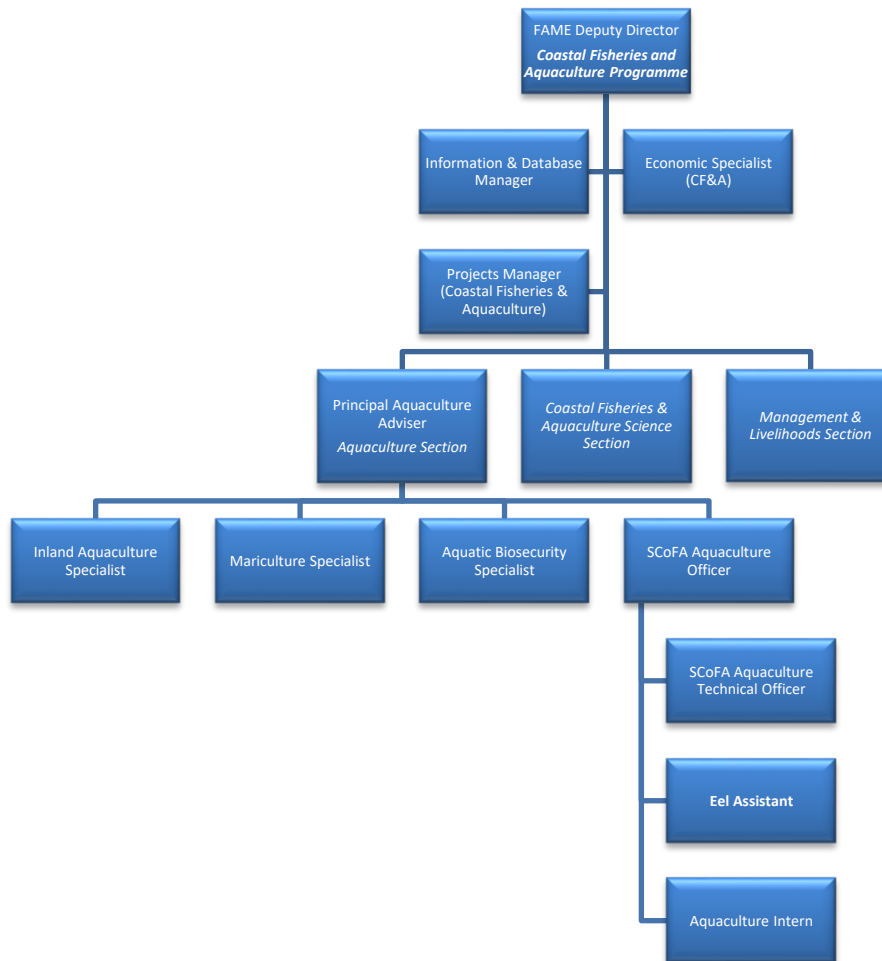 FAME Deputy Director
Coastal Fisheries and
Aquaculture Programme
Information & Database
Manager
Economic Specialist
(CF&A)
Projects Manager
(Coastal Fisheries &
Aquaculture)
Principal Aquaculture
Adviser
Aquaculture Section
Coastal Fisheries &
Aquaculture Science
Section
Management &
Livelihoods Section
Inland Aquaculture
Specialist
Mariculture Specialist
Aquatic Biosecurity
Specialist
SCoFA Aquaculture
Officer
SCoFA Aquaculture
Technical Officer
Eel Assistant
Aquaculture Intern